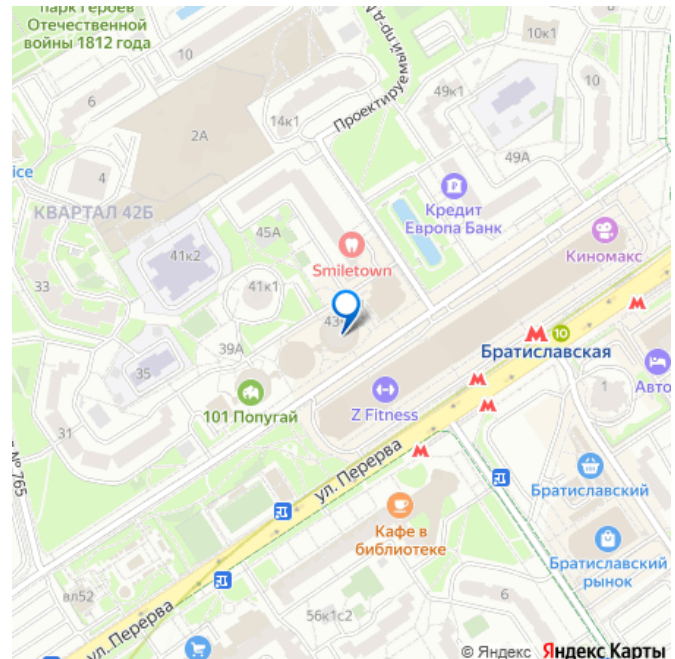 парк Героев
Отечественной
войны 1812 года
10
6
2А
14к1
Проектируемый пр-д
10к1
49к1
10
49А
ice
4
КВАРТАЛ 42Б
Кредит
Европа Банк
Киномакс
45А
41к2
Smiletown
33
41к1
43
39А
35
10
Братиславская
101 Попугай
Z Fitness
Авто
1
31
№ 765
ул. Перерва
Братиславский
Кафе в
библиотеке
Братиславский
рынок
вл52
56к1с2
6
ул. Перерва
© Яндекс Яндекс Карты